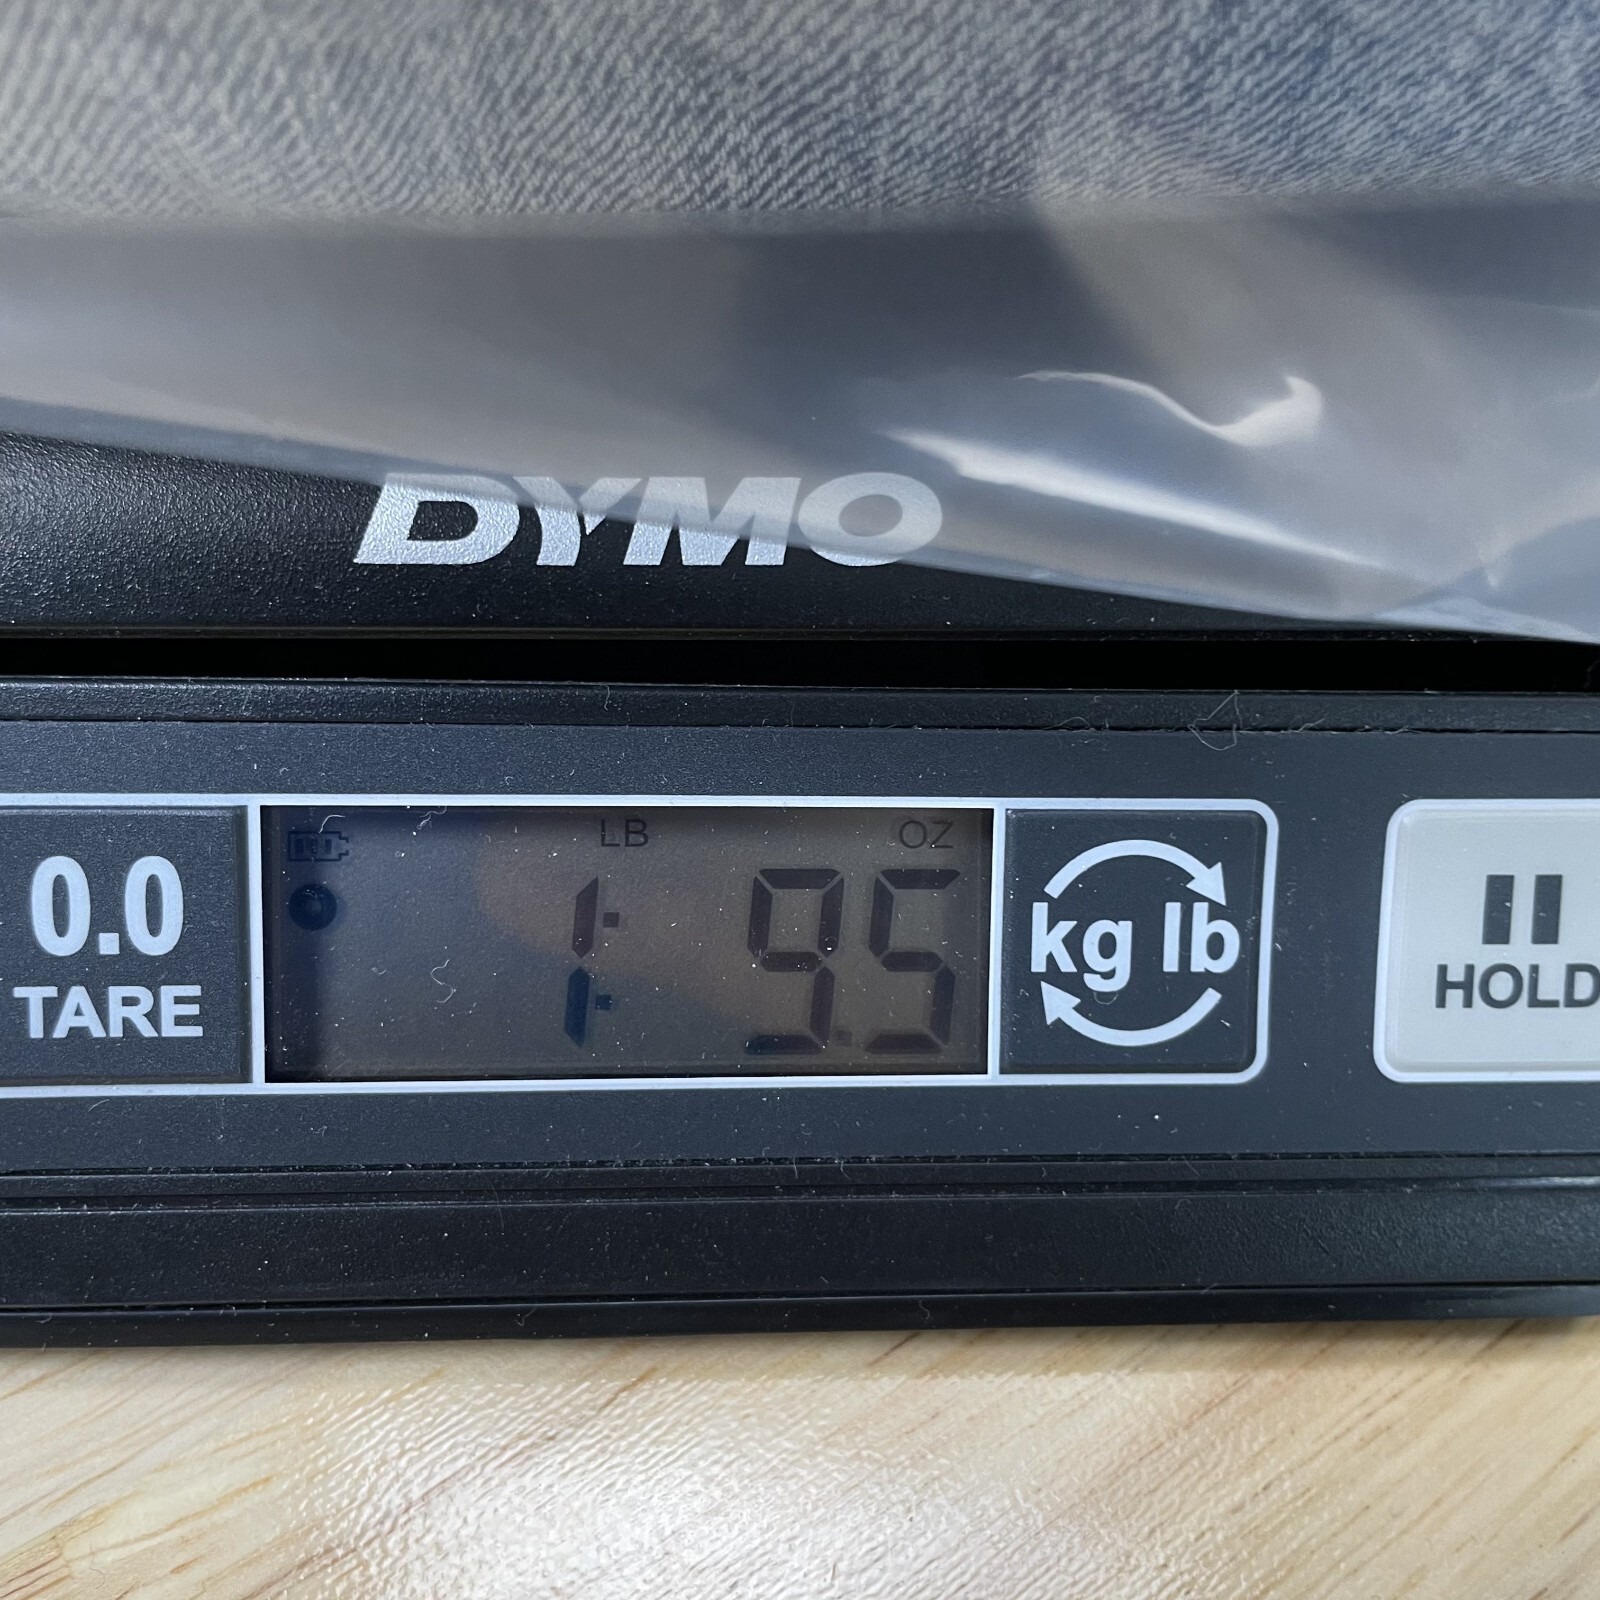 DYMO
0.0
TARE
LB OZ
1: 9.5
kg lb
HOLD